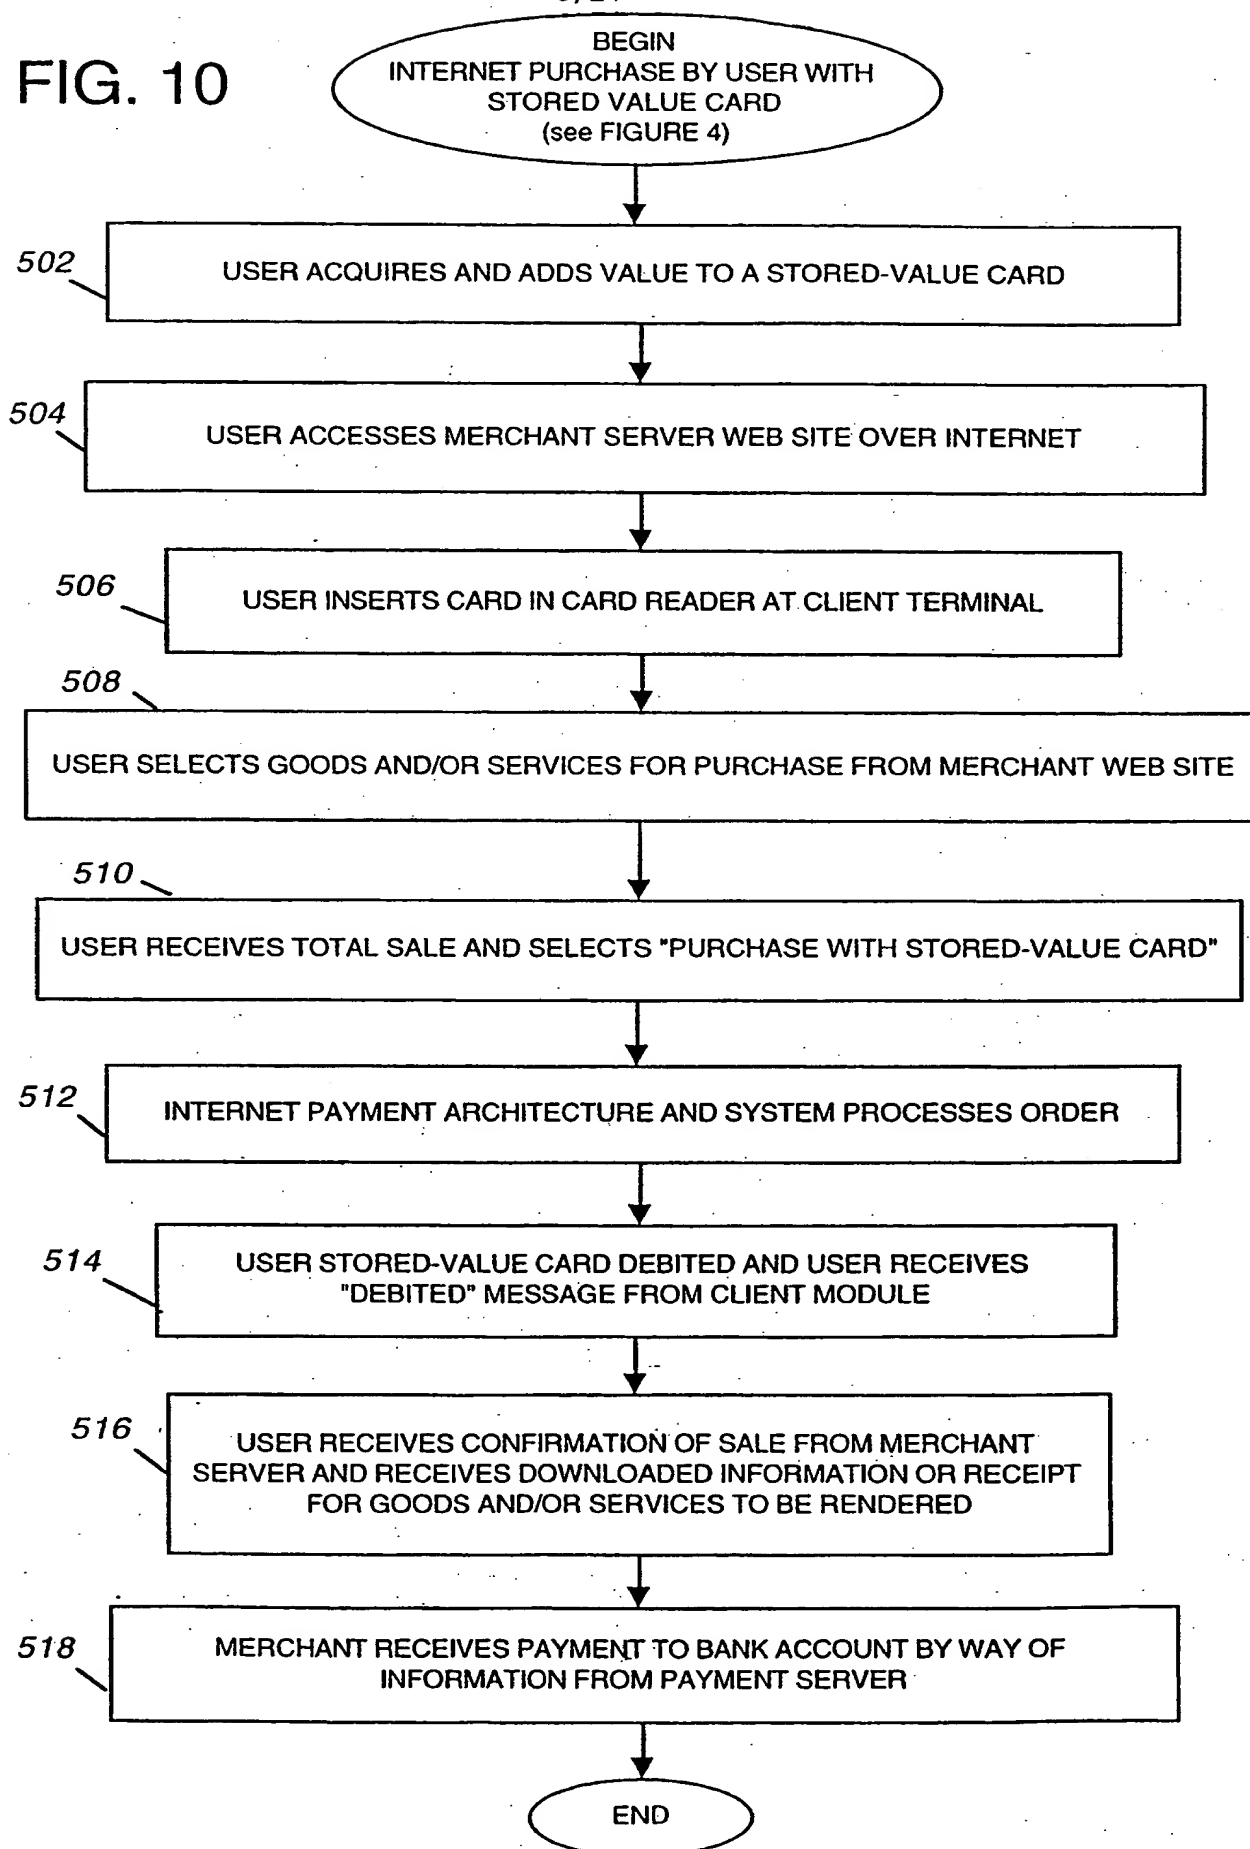 FIG. 10
BEGIN
INTERNET PURCHASE BY USER WITH
STORED VALUE CARD
(see FIGURE 4)
502
USER ACQUIRES AND ADDS VALUE TO A STORED-VALUE CARD
504
USER ACCESSES MERCHANT SERVER WEB SITE OVER INTERNET
506
USER INSERTS CARD IN CARD READER AT CLIENT TERMINAL
508
USER SELECTS GOODS AND/OR SERVICES FOR PURCHASE FROM MERCHANT WEB SITE
510
USER RECEIVES TOTAL SALE AND SELECTS "PURCHASE WITH STORED-VALUE CARD"
512
INTERNET PAYMENT ARCHITECTURE AND SYSTEM PROCESSES ORDER
514
USER STORED-VALUE CARD DEBITED AND USER RECEIVES
"DEBITED" MESSAGE FROM CLIENT MODULE
516
USER RECEIVES CONFIRMATION OF SALE FROM MERCHANT
SERVER AND RECEIVES DOWNLOADED INFORMATION OR RECEIPT
FOR GOODS AND/OR SERVICES TO BE RENDERED
518
MERCHANT RECEIVES PAYMENT TO BANK ACCOUNT BY WAY OF
INFORMATION FROM PAYMENT SERVER
END